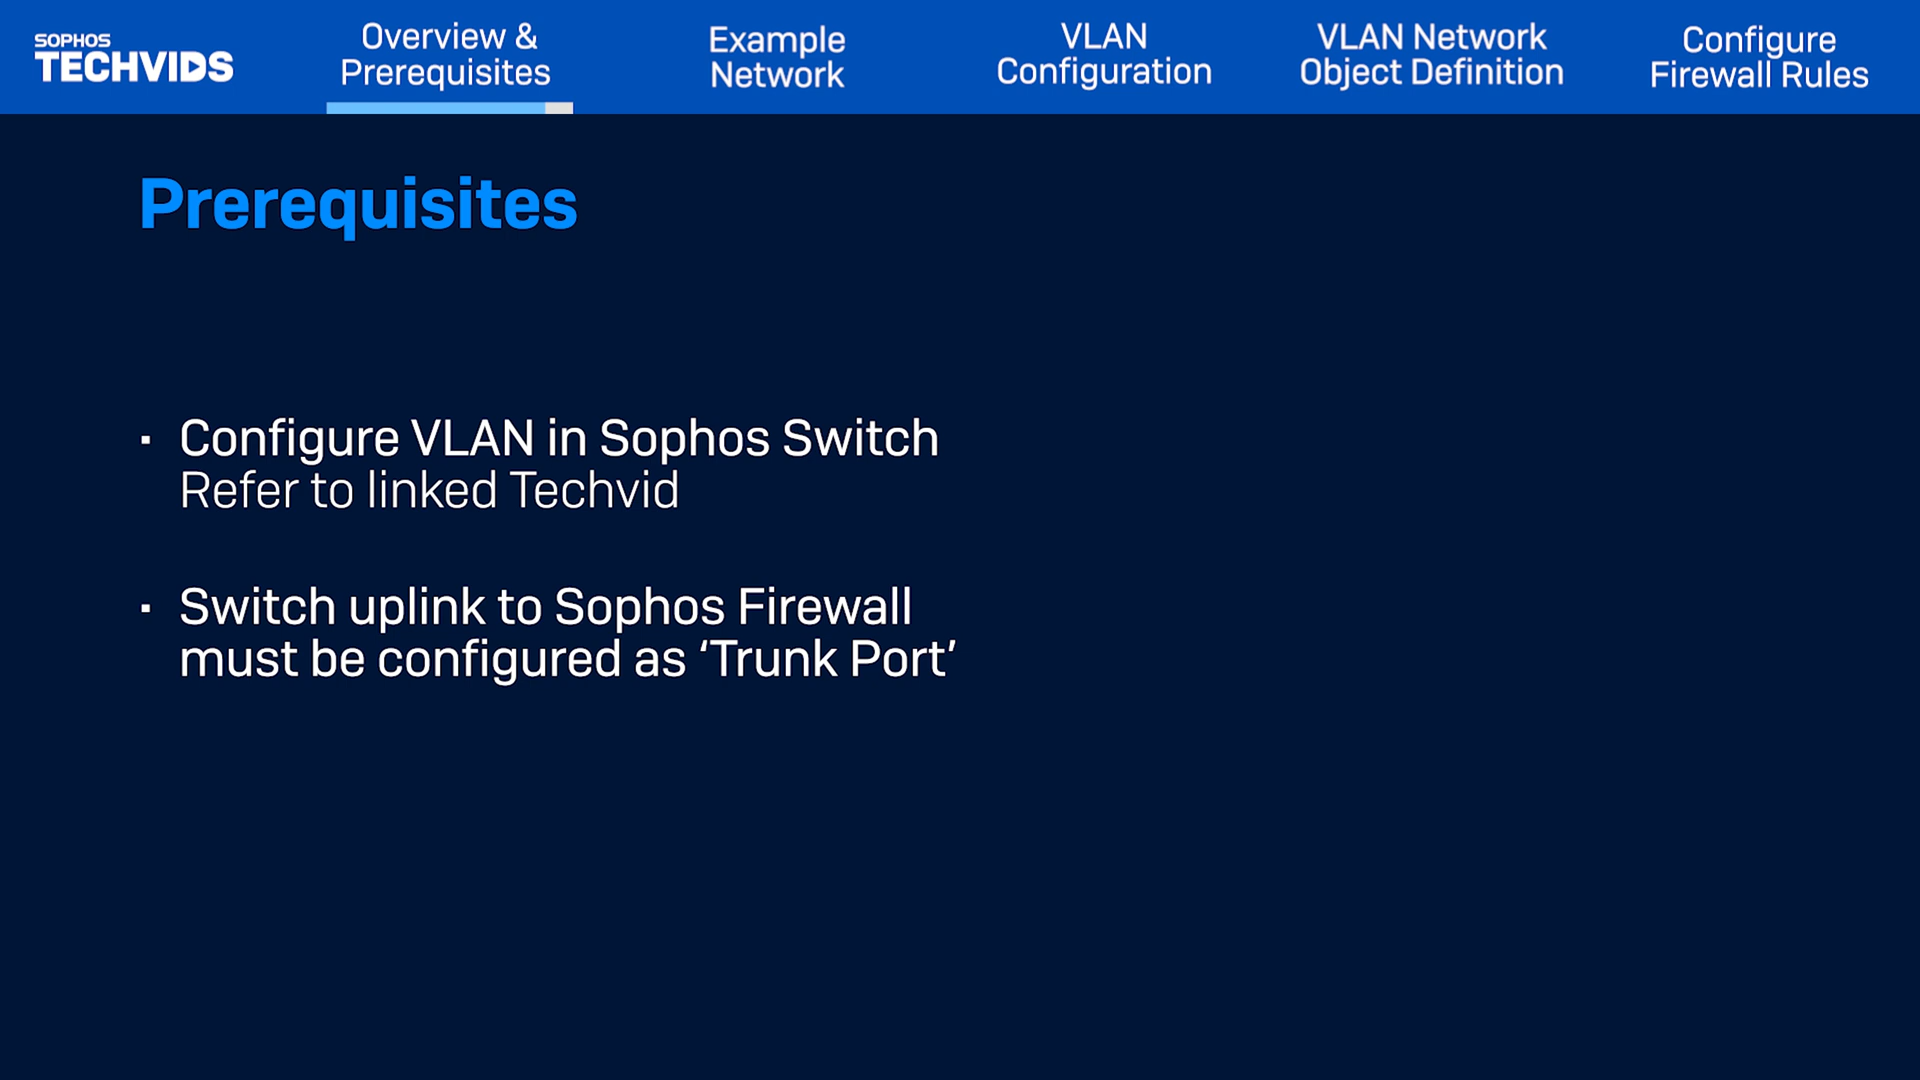 SOPHOS
TECHVIDS
Overview &
Prerequisites
Example
Network
VLAN
Configuration
VLAN Network
Object Definition
Configure
Firewall Rules
Prerequisites
▪ Configure VLAN in Sophos Switch
Refer to linked Techvid
▪ Switch uplink to Sophos Firewall
must be configured as ‘Trunk Port’